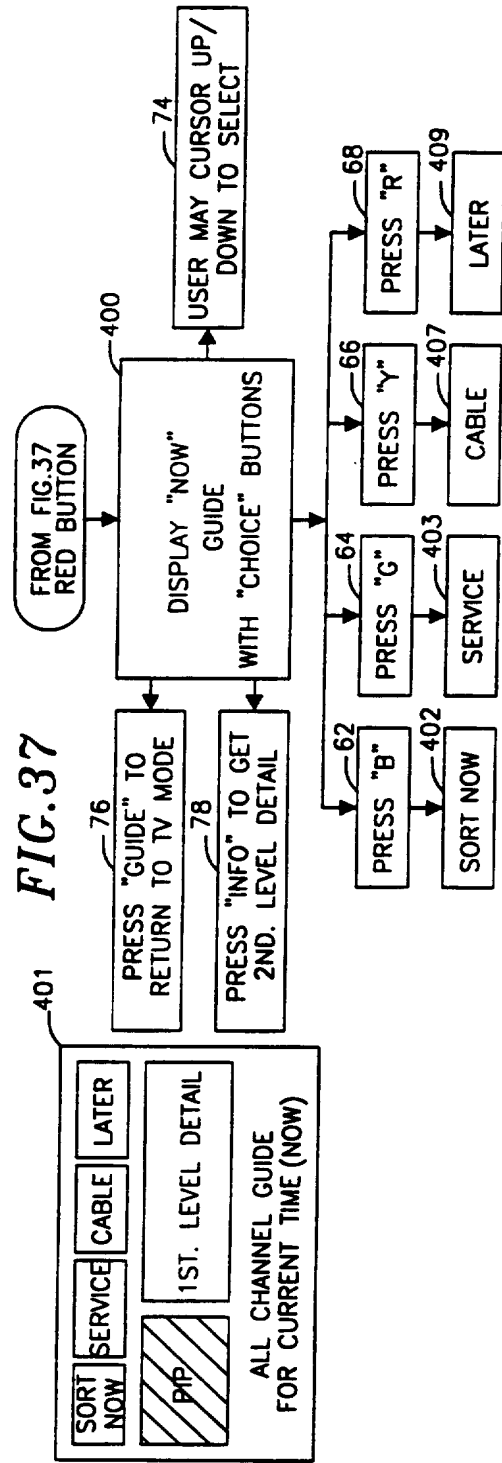 FIG.37
401
SORT
NOW
SERVICE
CABLE
LATER
PIP
1ST. LEVEL DETAIL
ALL CHANNEL GUIDE
FOR CURRENT TIME (NOW)
FROM FIG.37
RED BUTTON
400
DISPLAY "NOW"
GUIDE
WITH "CHOICE" BUTTONS
74
USER MAY CURSOR UP/
DOWN TO SELECT
76
PRESS "GUIDE" TO
RETURN TO TV MODE
78
PRESS "INFO" TO GET
2ND. LEVEL DETAIL
62
PRESS "B"
64
PRESS "G"
66
PRESS "Y"
68
PRESS "R"
402
SORT NOW
403
SERVICE
407
CABLE
409
LATER